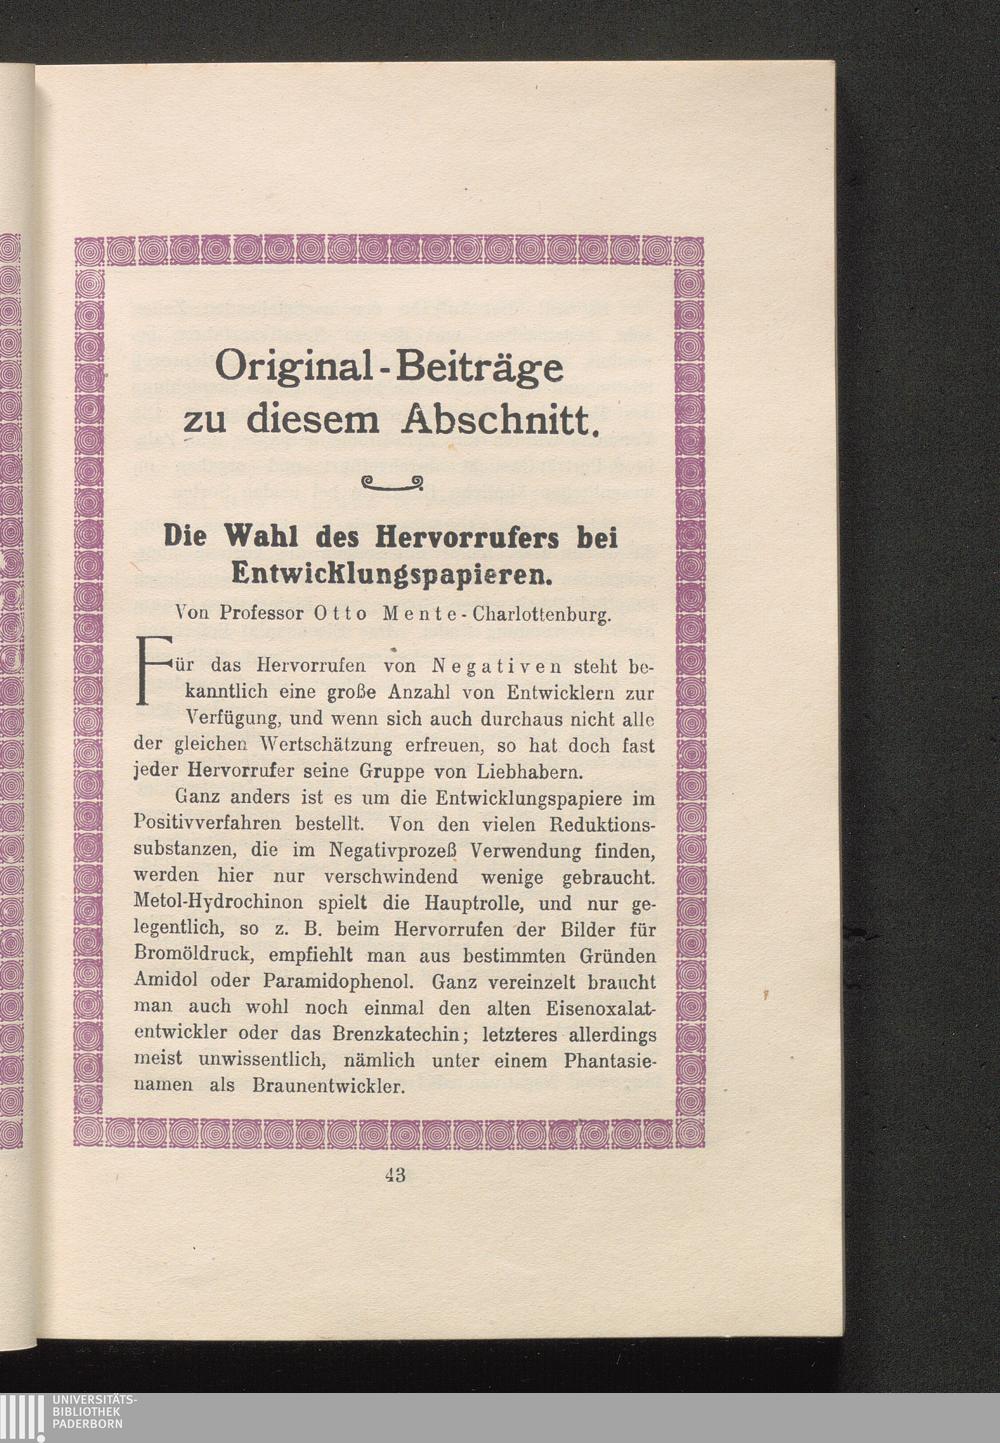 Original-Beiträge
zu diesem Abschnitt.
Die Wahl des Hervorrufers bei
Entwicklungspapieren.
Von Professor Otto Mente-Charlottenburg.
Für das Hervorrufen von Negativen steht be-
kanntlich eine große Anzahl von Entwicklern zur
Verfügung, und wenn sich auch durchaus nicht alle
der gleichen Wertschätzung erfreuen, so hat doch fast
jeder Hervorrufer seine Gruppe von Liebhabern.
Ganz anders ist es um die Entwicklungspapiere im
Positivverfahren bestellt. Von den vielen Reduktions-
substanzen, die im Negativprozeß Verwendung finden,
werden hier nur verschwindend wenige gebraucht.
Metol-Hydrochinon spielt die Hauptrolle, und nur ge-
legentlich, so z. B. beim Hervorrufen der Bilder für
Bromöldruck, empfiehlt man aus bestimmten Gründen
Amidol oder Paramidophenol. Ganz vereinzelt braucht
man auch wohl noch einmal den alten Eisenoxalat-
entwickler oder das Brenzkatechin; letzteres allerdings
meist unwissentlich, nämlich unter einem Phantasie-
namen als Braunentwickler.
43
UNIVERSITÄTS-
BIBLIOTHEK
PADERBORN